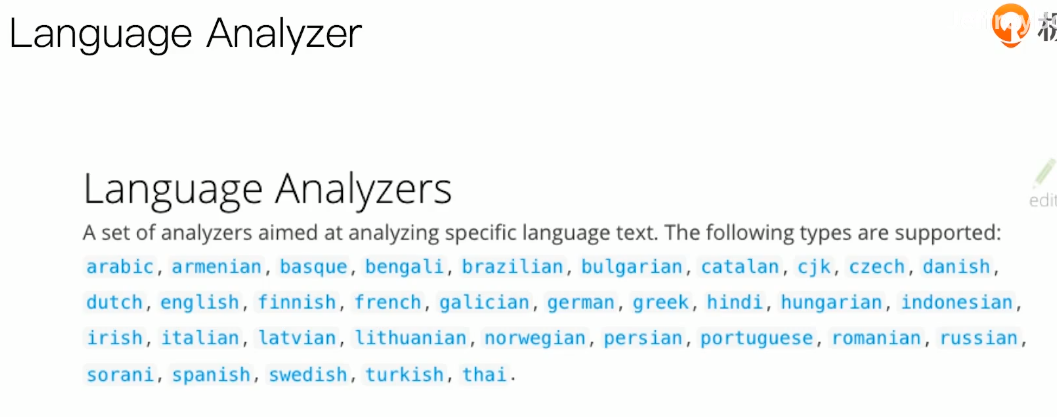 Language Analyzer
Language Analyzers
edit
A set of analyzers aimed at analyzing specific language text. The following types are supported:
arabic, armenian, basque, bengali, brazilian, bulgarian, catalan, cjk, czech, danish,
dutch, english, finnish, french, galician, german, greek, hindi, hungarian, indonesian,
irish, italian, latvian, lithuanian, norwegian, persian, portuguese, romanian, russian,
sorani, spanish, swedish, turkish, thai.